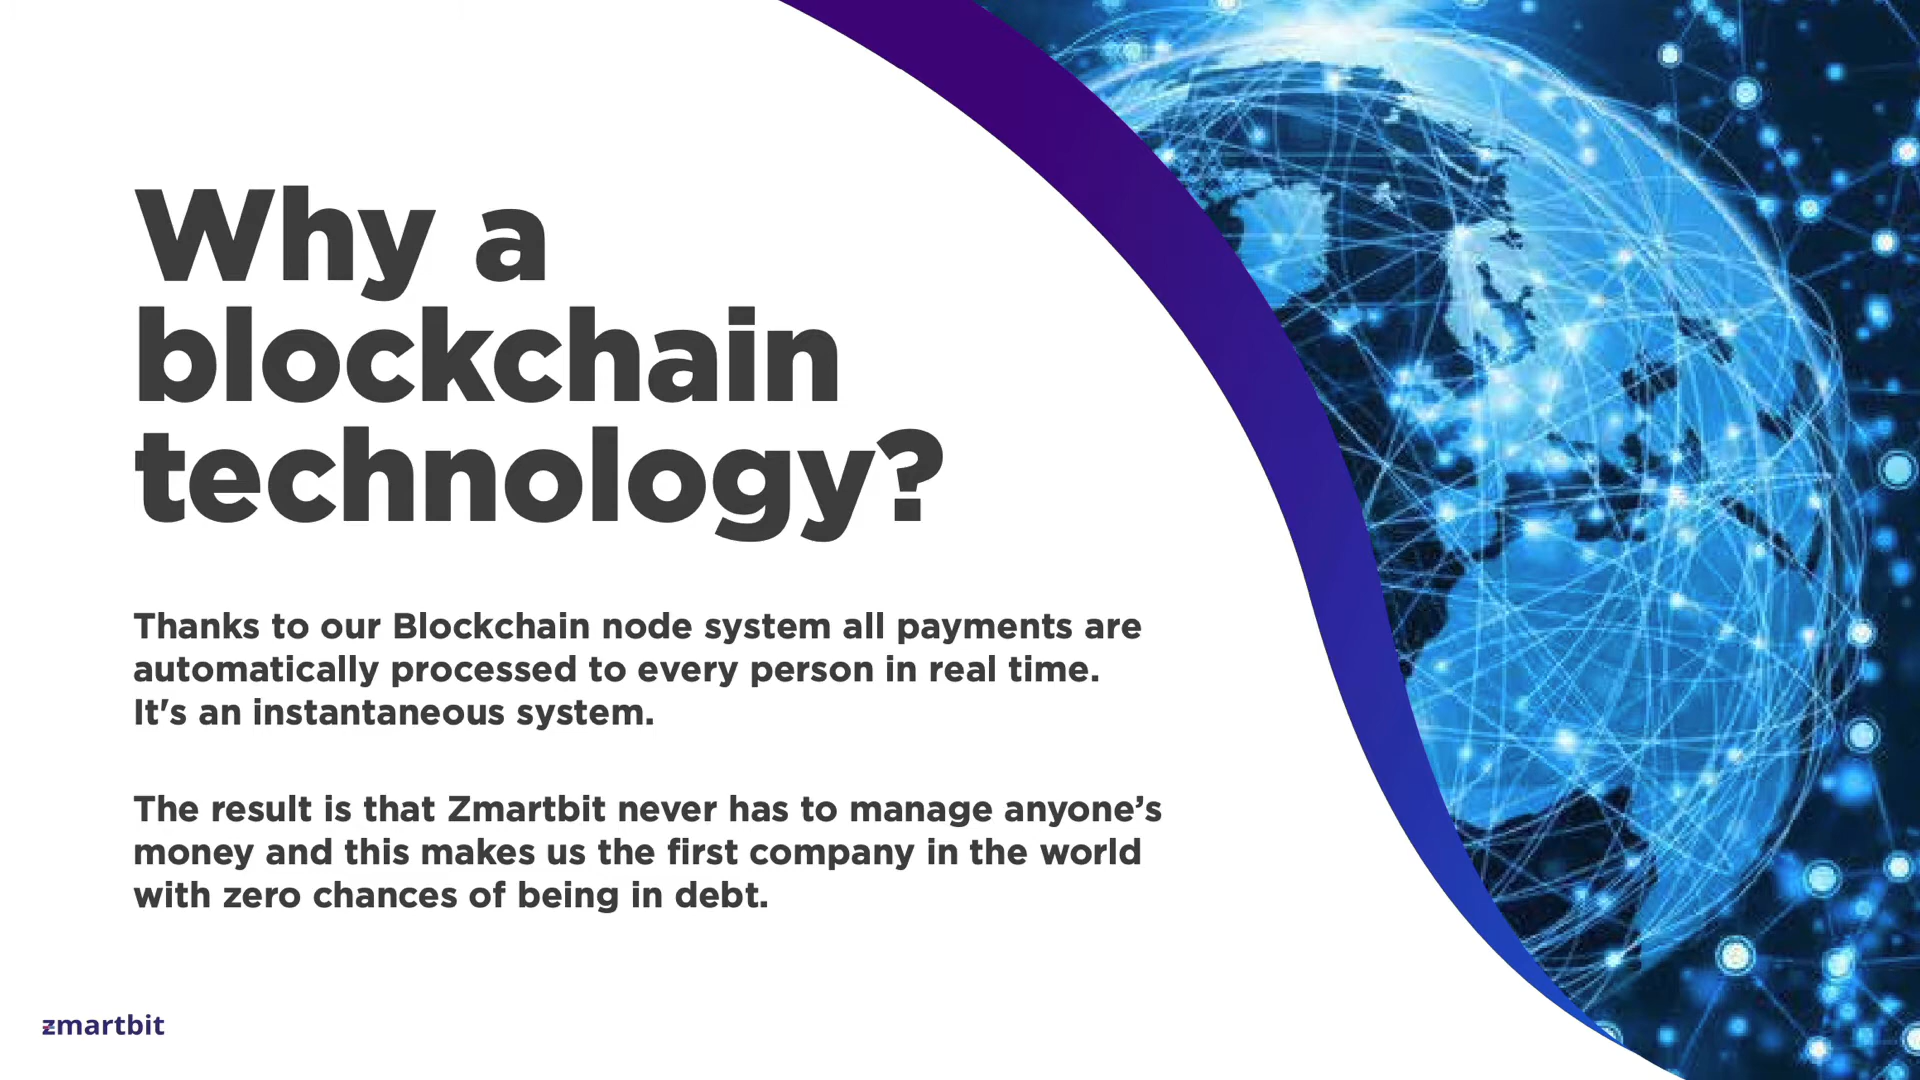 Why a
blockchain
technology?
Thanks to our Blockchain node system all payments are
automatically processed to every person in real time.
It's an instantaneous system.
The result is that Zmartbit never has to manage anyone’s
money and this makes us the first company in the world
with zero chances of being in debt.
zmartbit